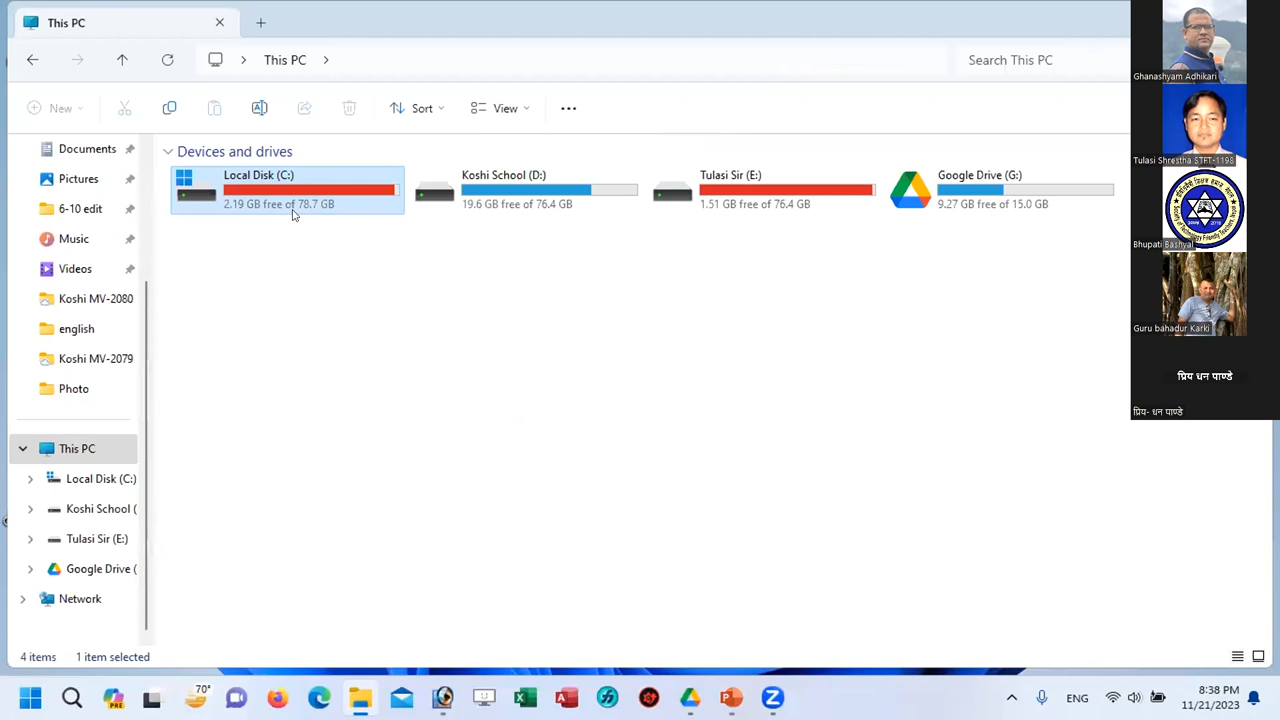 This PC
This PC
Search This PC
New
Sort
View
Documents
Pictures
6-10 edit
Music
Videos
Koshi MV-2080
english
Koshi MV-2079
Photo
This PC
Local Disk (C:)
Koshi School (
Tulasi Sir (E:)
Google Drive (
Network
Devices and drives
Local Disk (C:)
2.19 GB free of 78.7 GB
Koshi School (D:)
19.6 GB free of 76.4 GB
Tulasi Sir (E:)
1.51 GB free of 76.4 GB
Google Drive (G:)
9.27 GB free of 15.0 GB
4 items
1 item selected
Ghanashyam Adhikari
Tulasi Shrestha STFT-1198
Bhupati Bashyal
Guru bahadur Karki
प्रिय धन पाण्डे
प्रिय- धन पाण्डे
PRE
70°
ENG
8:38 PM
11/21/2023